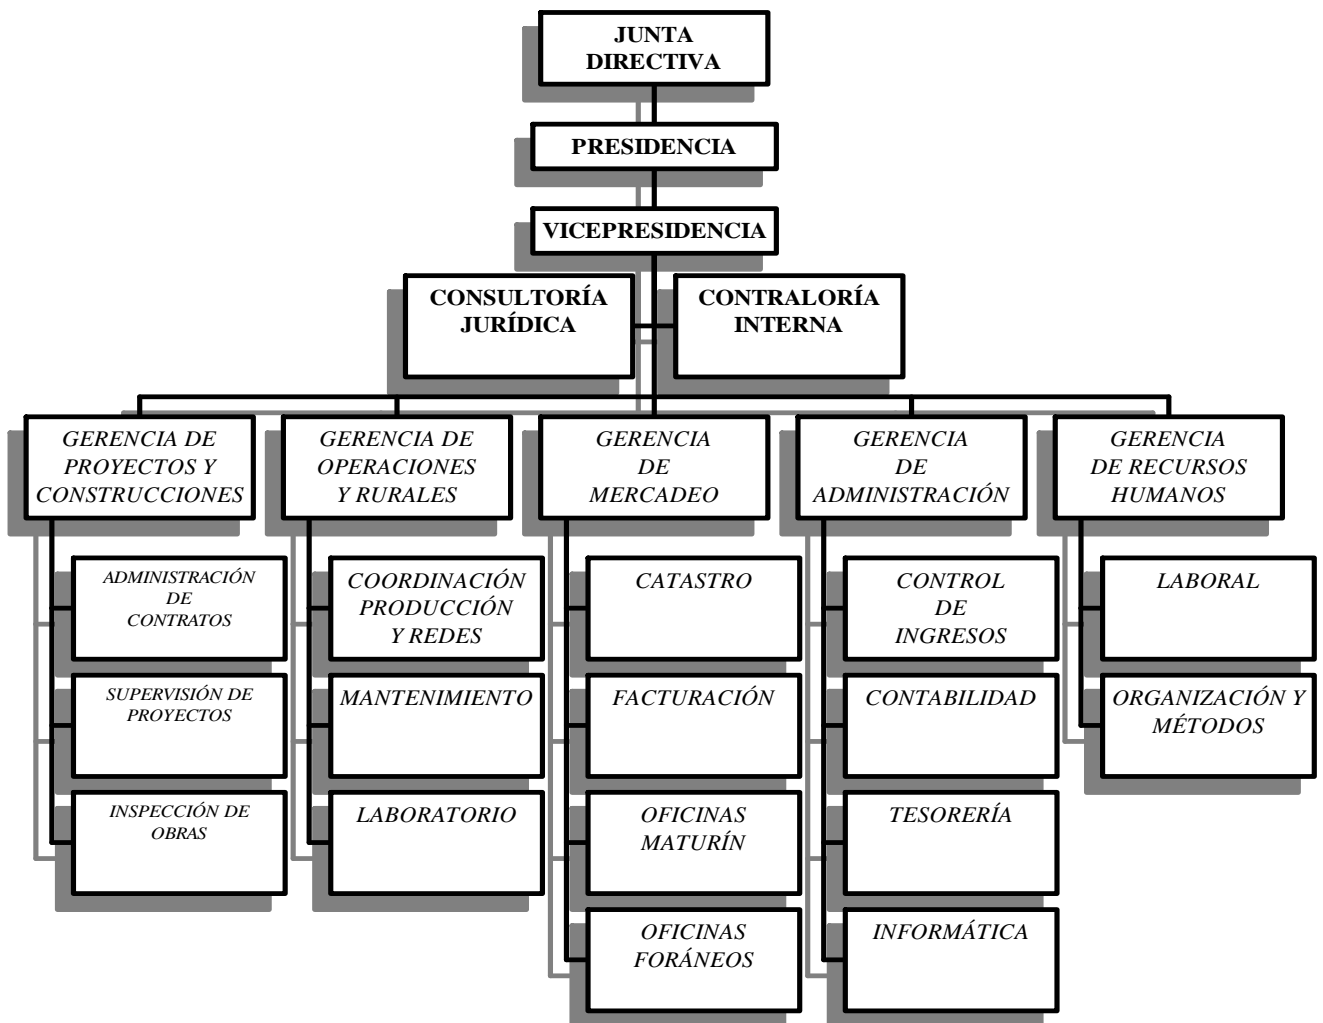 JUNTA
DIRECTIVA
PRESIDENCIA
VICEPRESIDENCIA
CONSULTORÍA
JURÍDICA
CONTRALORÍA
INTERNA
GERENCIA DE
PROYECTOS Y
CONSTRUCCIONES
GERENCIA DE
OPERACIONES
Y RURALES
GERENCIA
DE
MERCADEO
GERENCIA
DE
ADMINISTRACIÓN
GERENCIA
DE RECURSOS
HUMANOS
ADMINISTRACIÓN
DE
CONTRATOS
COORDINACIÓN
PRODUCCIÓN
Y REDES
CATASTRO
CONTROL
DE
INGRESOS
LABORAL
SUPERVISIÓN DE
PROYECTOS
MANTENIMIENTO
FACTURACIÓN
CONTABILIDAD
ORGANIZACIÓN Y
MÉTODOS
INSPECCIÓN DE
OBRAS
LABORATORIO
OFICINAS
MATURÍN
TESORERÍA
OFICINAS
FORÁNEOS
INFORMÁTICA